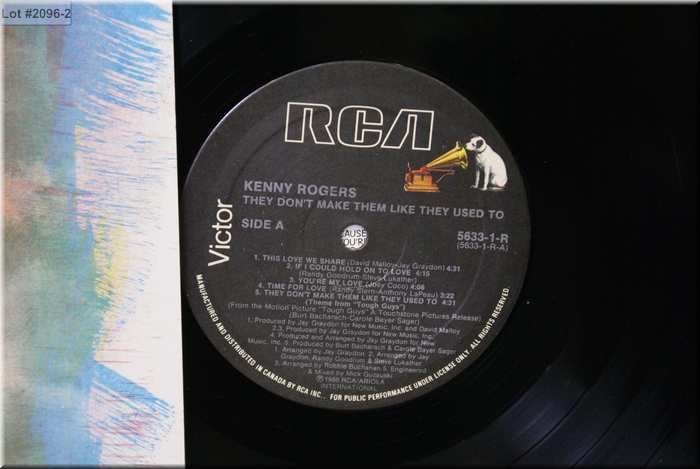 Lot #2096-2
RCA
KENNY ROGERS
THEY DON'T MAKE THEM LIKE THEY USED TO
SIDE A
5633-1-R
(5633-1-R-A)
Victor
AUSE
OU'R
1. THIS LOVE WE SHARE (David Malloy-Jay Graydon) 4:31
2. IF I COULD HOLD ON TO LOVE 4:15
(Randy Goodrum-Steve Lukather)
3. YOU'RE MY LOVE (Joey Coco)
4. TIME FOR LOVE (Randy Stern-Anthony LaPeau) 3:22
5. THEY DON'T MAKE THEM LIKE THEY USED TO 4:31
(Theme from "Tough Guys")
(From the Motion Picture "Tough Guys" A Touchstone Pictures Release)
(Burt Bacharach-Carole Bayer Sager)
1. Produced by Jay Graydon for New Music, Inc. and David Malloy
2.3. Produced by Jay Graydon for New Music, Inc.
4. Produced and Arranged by Jay Graydon for New
Music, Inc. 5. Produced by Burt Bacharach & Carole Bayer Sager
1. Arranged by Jay Graydon. 2. Arranged by Jay
Graydon, Randy Goodrum & Steve Lukather
5. Arranged by Robbie Buchanan. 5. Engineered
& Mixed by Mick Guzauski
℗ 1986 RCA/ARIOLA
INTERNATIONAL
MANUFACTURED AND DISTRIBUTED IN CANADA BY RCA INC.. FOR PUBLIC PERFORMANCE UNDER LICENSE ONLY. ALL RIGHTS RESERVED.